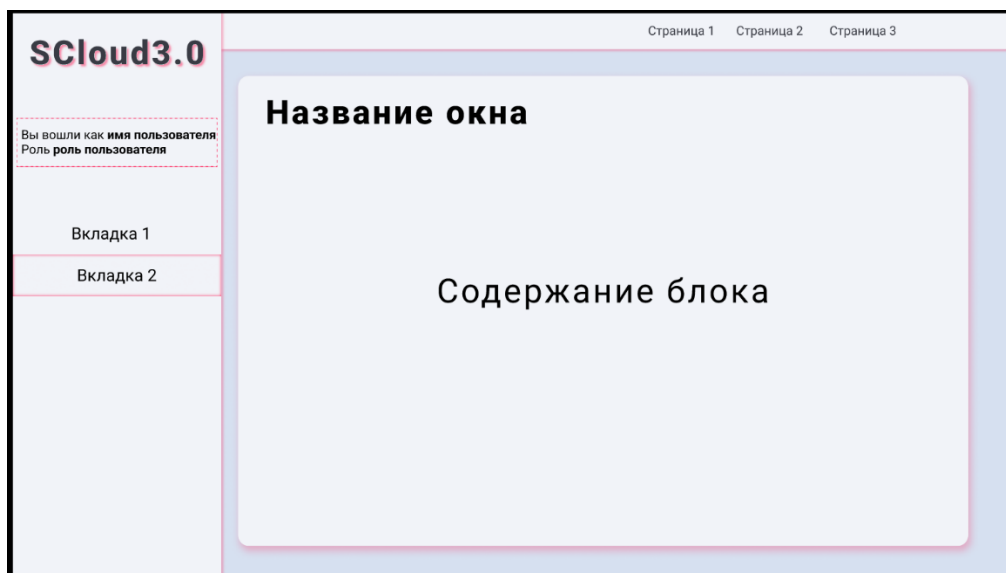 SCloud3.0
Страница 1 Страница 2 Страница 3
Вы вошли как имя пользователя
Роль роль пользователя
Вкладка 1
Вкладка 2
Название окна
Содержание блока